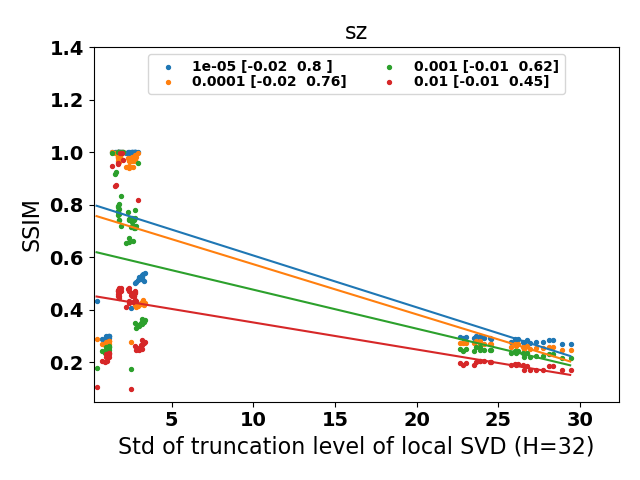 sz
1e-05 [-0.02  0.8 ]
0.0001 [-0.02  0.76]
0.001 [-0.01  0.62]
0.01 [-0.01  0.45]
1.4
1.2
1.0
0.8
0.6
0.4
0.2
SSIM
5 10 15 20 25 30
Std of truncation level of local SVD (H=32)